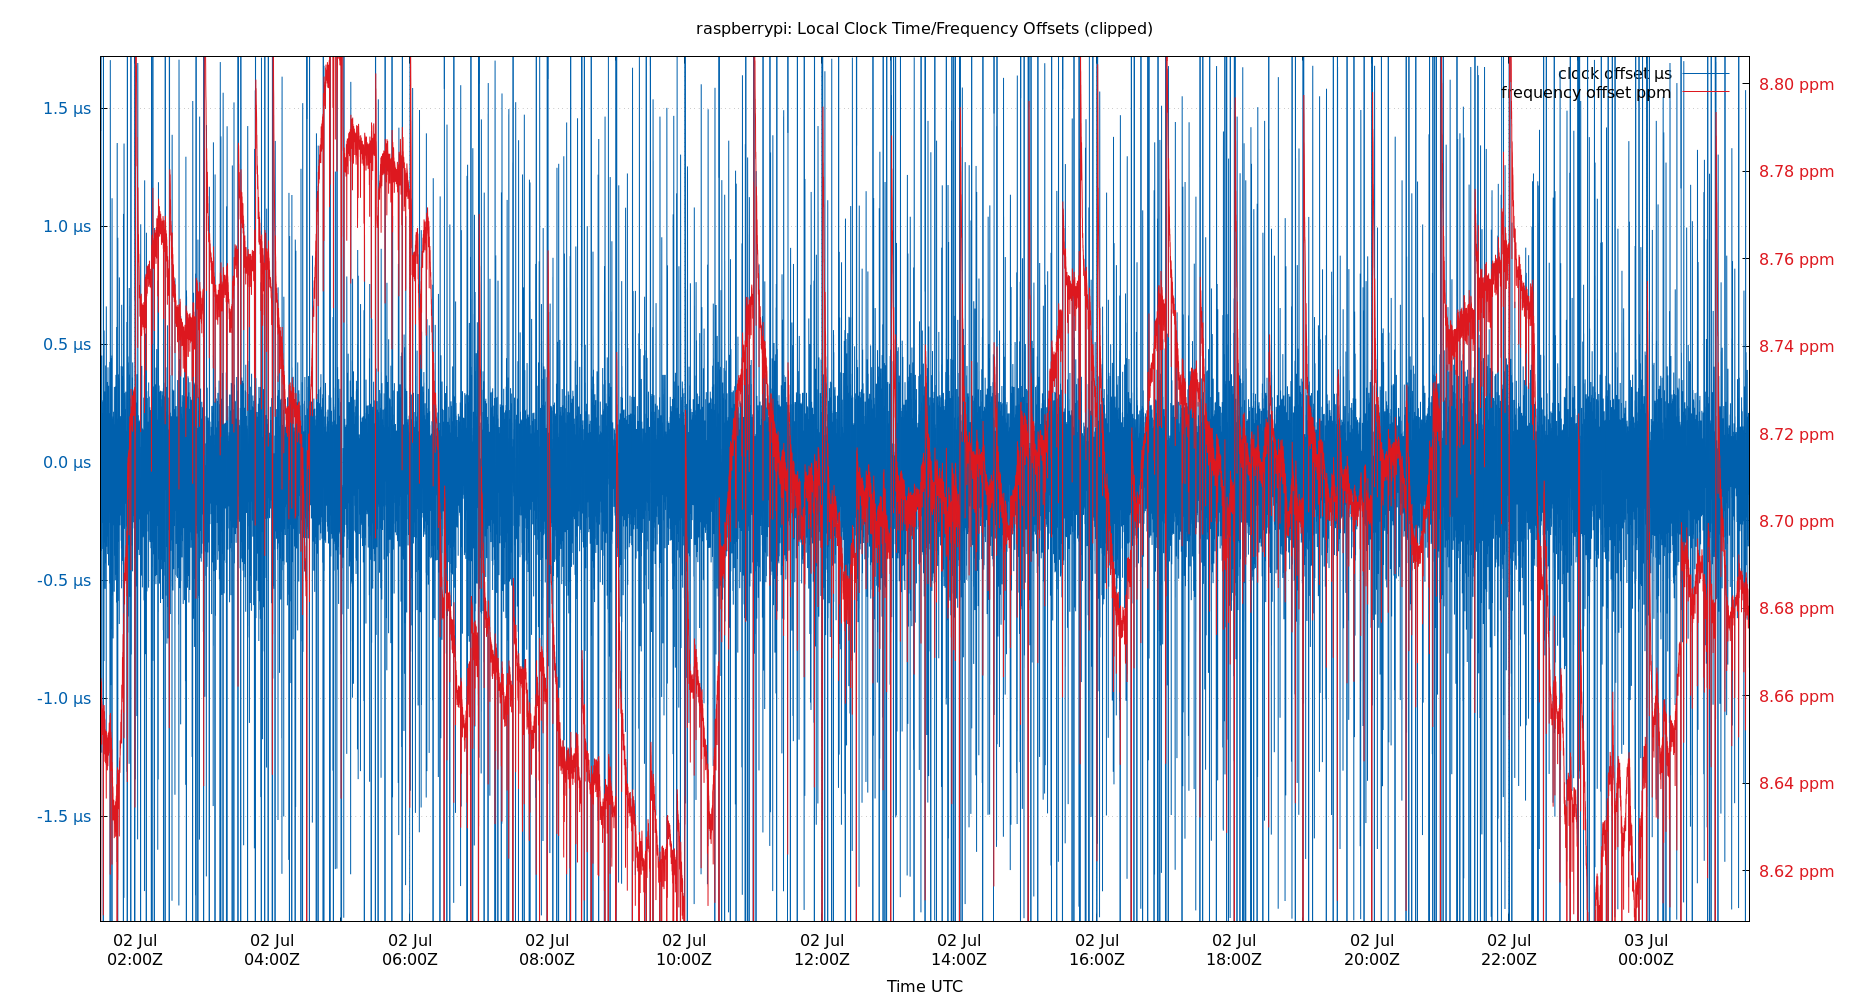 raspberrypi: Local Clock Time/Frequency Offsets (clipped)
clock offset µs
frequency offset ppm
1.5 µs
1.0 µs
0.5 µs
0.0 µs
-0.5 µs
-1.0 µs
-1.5 µs
8.80 ppm
8.78 ppm
8.76 ppm
8.74 ppm
8.72 ppm
8.70 ppm
8.68 ppm
8.66 ppm
8.64 ppm
8.62 ppm
02 Jul 02 Jul 02 Jul 02 Jul 02 Jul 02 Jul 02 Jul 02 Jul 02 Jul 02 Jul 02 Jul 03 Jul
02:00Z 04:00Z 06:00Z 08:00Z 10:00Z 12:00Z 14:00Z 16:00Z 18:00Z 20:00Z 22:00Z 00:00Z
Time UTC